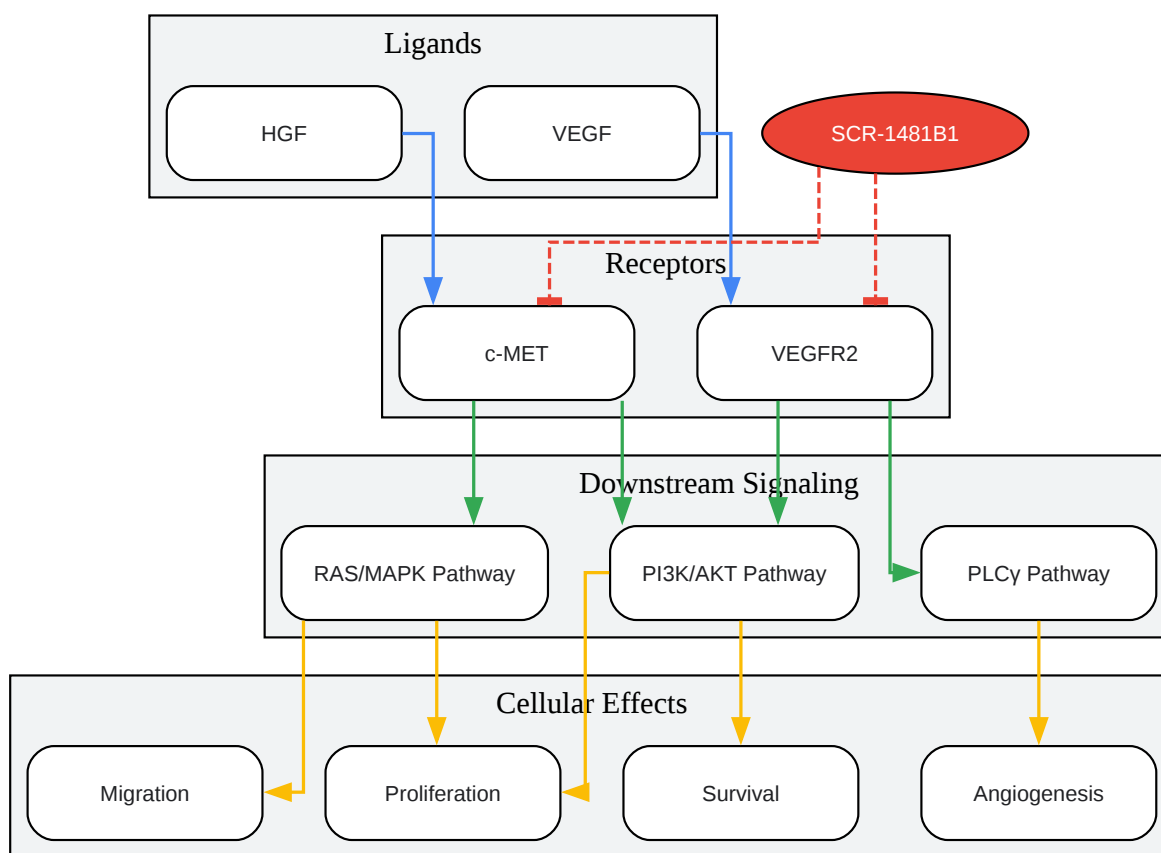 Ligands
HGF
VEGF
SCR-1481B1
Receptors
c-MET
VEGFR2
Downstream Signaling
RAS/MAPK Pathway
PI3K/AKT Pathway
PLCγ Pathway
Cellular Effects
Migration
Proliferation
Survival
Angiogenesis